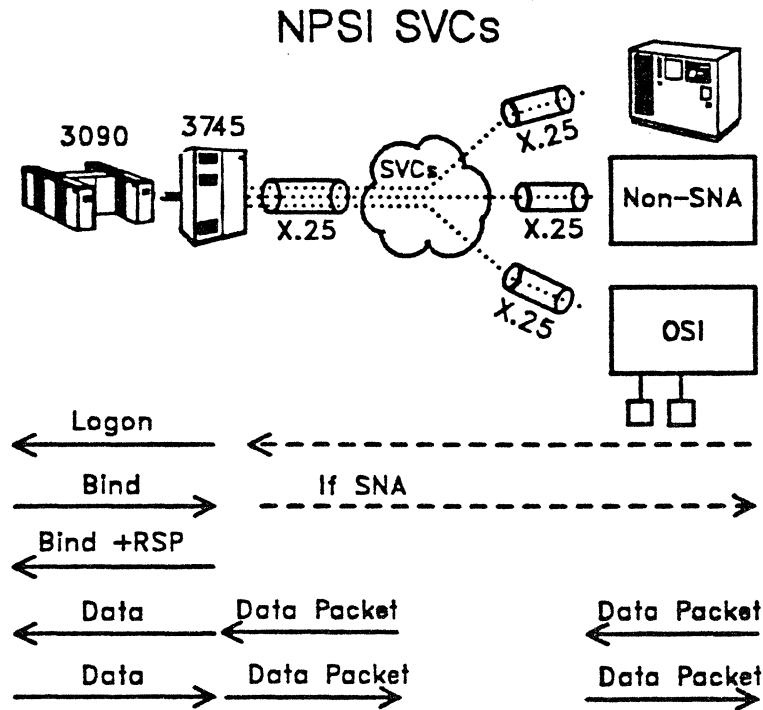 NPSI SVCs
3090
3745
SVCs
X.25
X.25
X.25
X.25
Non-SNA
OSI
Logon
Bind
If SNA
Bind +RSP
Data
Data Packet
Data Packet
Data
Data Packet
Data Packet